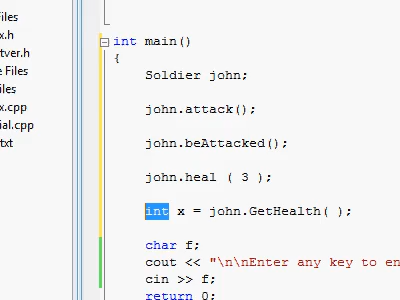 Files
x.h
tver.h
e Files
iles
x.cpp
ial.cpp
txt
int main()
{
Soldier john;
john.attack();
john.beAttacked();
john.heal ( 3 );
int x = john.GetHealth( );
char f;
cout << "\n\nEnter any key to en
cin >> f;
return 0;